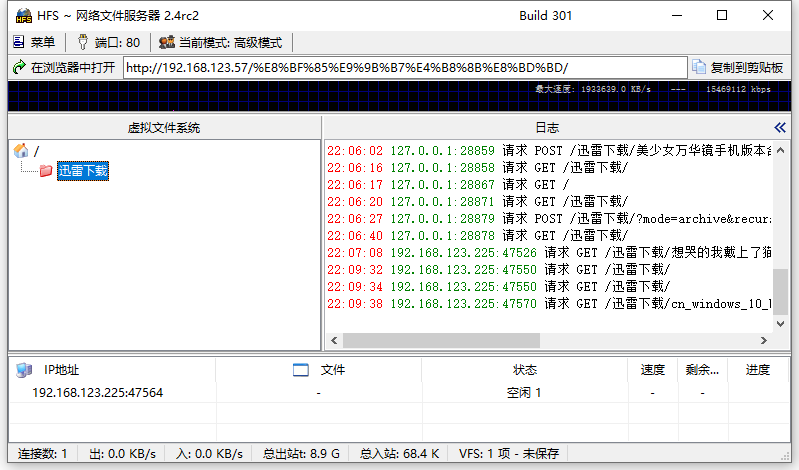 HFS ~ 网络文件服务器 2.4rc2 Build 301
菜单 端口: 80 当前模式: 高级模式
在浏览器中打开 http://192.168.123.57/%E8%BF%85%E9%9B%B7%E4%B8%8B%E8%BD%BD/ 复制到剪贴板
最大速度: 1933639.0 KB/s --- 15469112 kbps
虚拟文件系统
/
迅雷下载
日志
22:06:02 127.0.0.1:28859 请求 POST /迅雷下载/美少女万华镜手机版本合
22:06:16 127.0.0.1:28858 请求 GET /迅雷下载/
22:06:17 127.0.0.1:28867 请求 GET /
22:06:20 127.0.0.1:28871 请求 GET /迅雷下载/
22:06:27 127.0.0.1:28879 请求 POST /迅雷下载/?mode=archive&recur
22:06:40 127.0.0.1:28878 请求 GET /迅雷下载/
22:07:08 192.168.123.225:47526 请求 GET /迅雷下载/想哭的我戴上了猫
22:09:32 192.168.123.225:47550 请求 GET /迅雷下载/
22:09:34 192.168.123.225:47550 请求 GET /迅雷下载/
22:09:38 192.168.123.225:47570 请求 GET /迅雷下载/cn_windows_10_
IP地址 文件 状态 速度 剩余... 进度
192.168.123.225:47564 - 空闲 1 - -
连接数: 1 出: 0.0 KB/s 入: 0.0 KB/s 总出站t: 8.9 G 总入站: 68.4 K VFS: 1 项 - 未保存